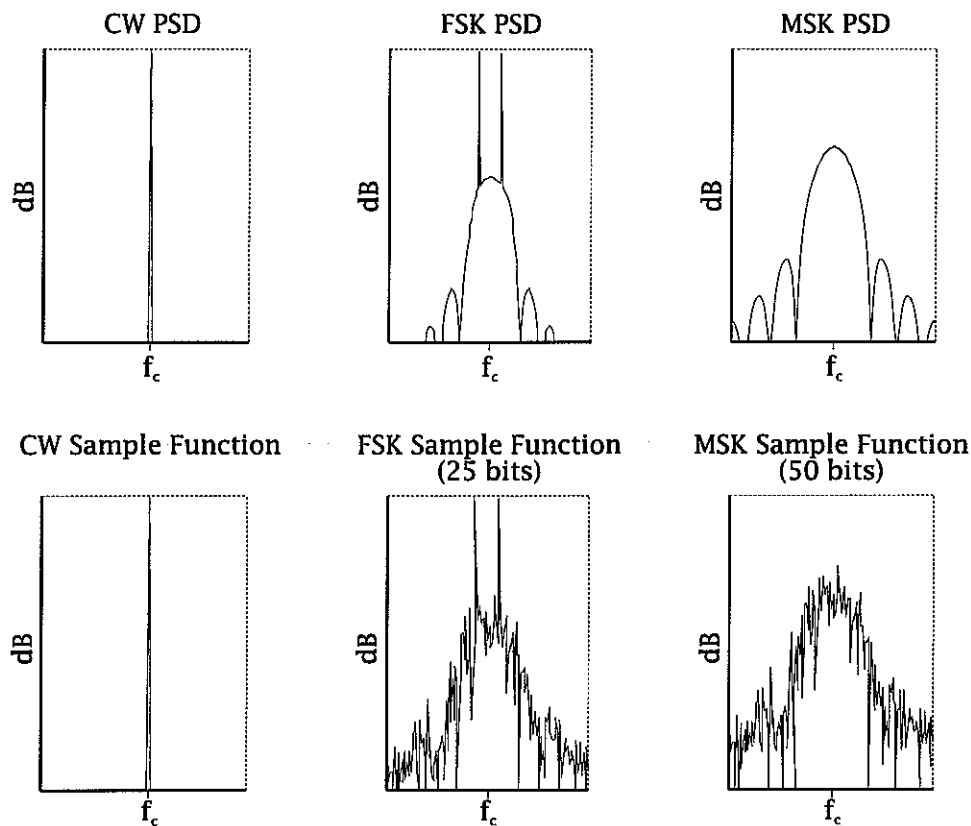 CW PSD
FSK PSD
MSK PSD
dB
dB
dB
f_c
f_c
f_c
CW Sample Function
FSK Sample Function
(25 bits)
MSK Sample Function
(50 bits)
dB
dB
dB
f_c
f_c
f_c